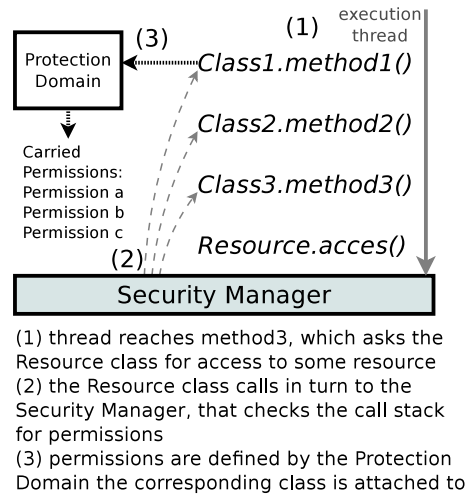 execution
thread
(1)
(3)
Protection
Domain
Class1.method1()
Class2.method2()
Carried
Permissions:
Permission a
Permission b
Permission c
Class3.method3()
(2)
Resource.acces()
Security Manager
(1) thread reaches method3, which asks the
Resource class for access to some resource
(2) the Resource class calls in turn to the
Security Manager, that checks the call stack
for permissions
(3) permissions are defined by the Protection
Domain the corresponding class is attached to